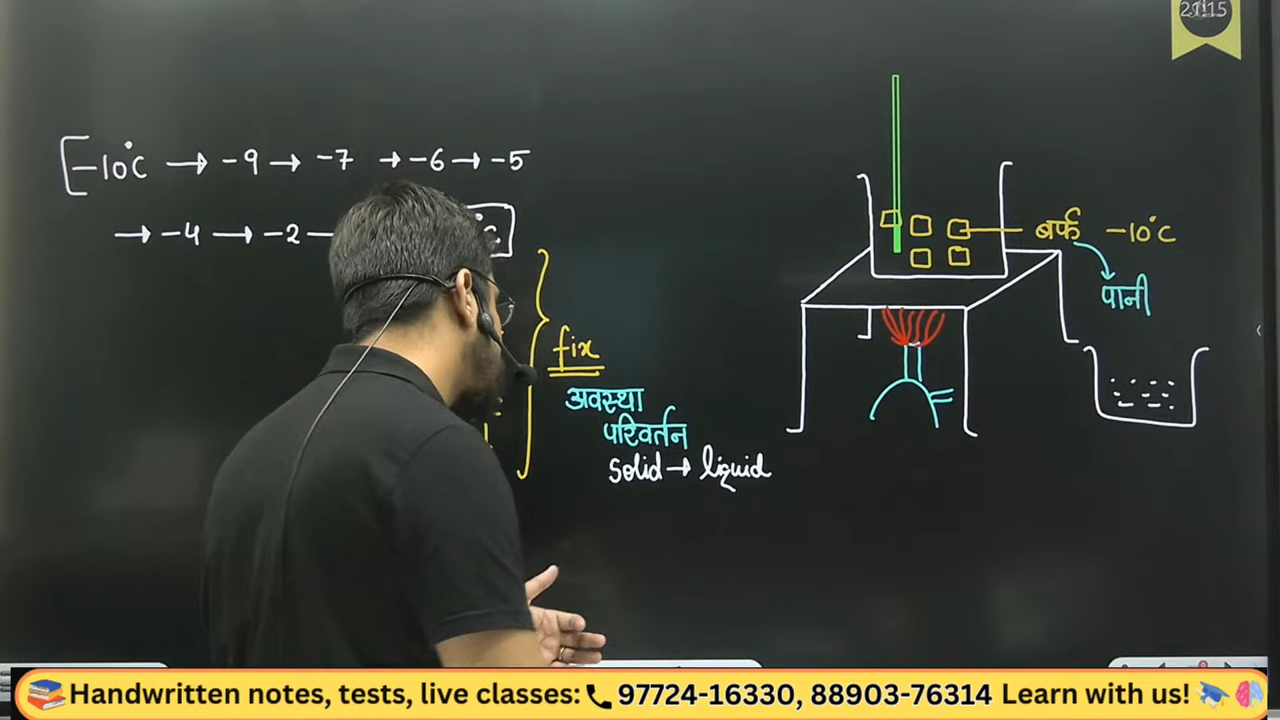 21:15
[-10°C → -9 → -7 → -6 → -5
→ -4 → -2 –
fix
अवस्था
परिवर्तन
solid → liquid
बर्फ -10°C
पानी
Handwritten notes, tests, live classes: 97724-16330, 88903-76314 Learn with us!